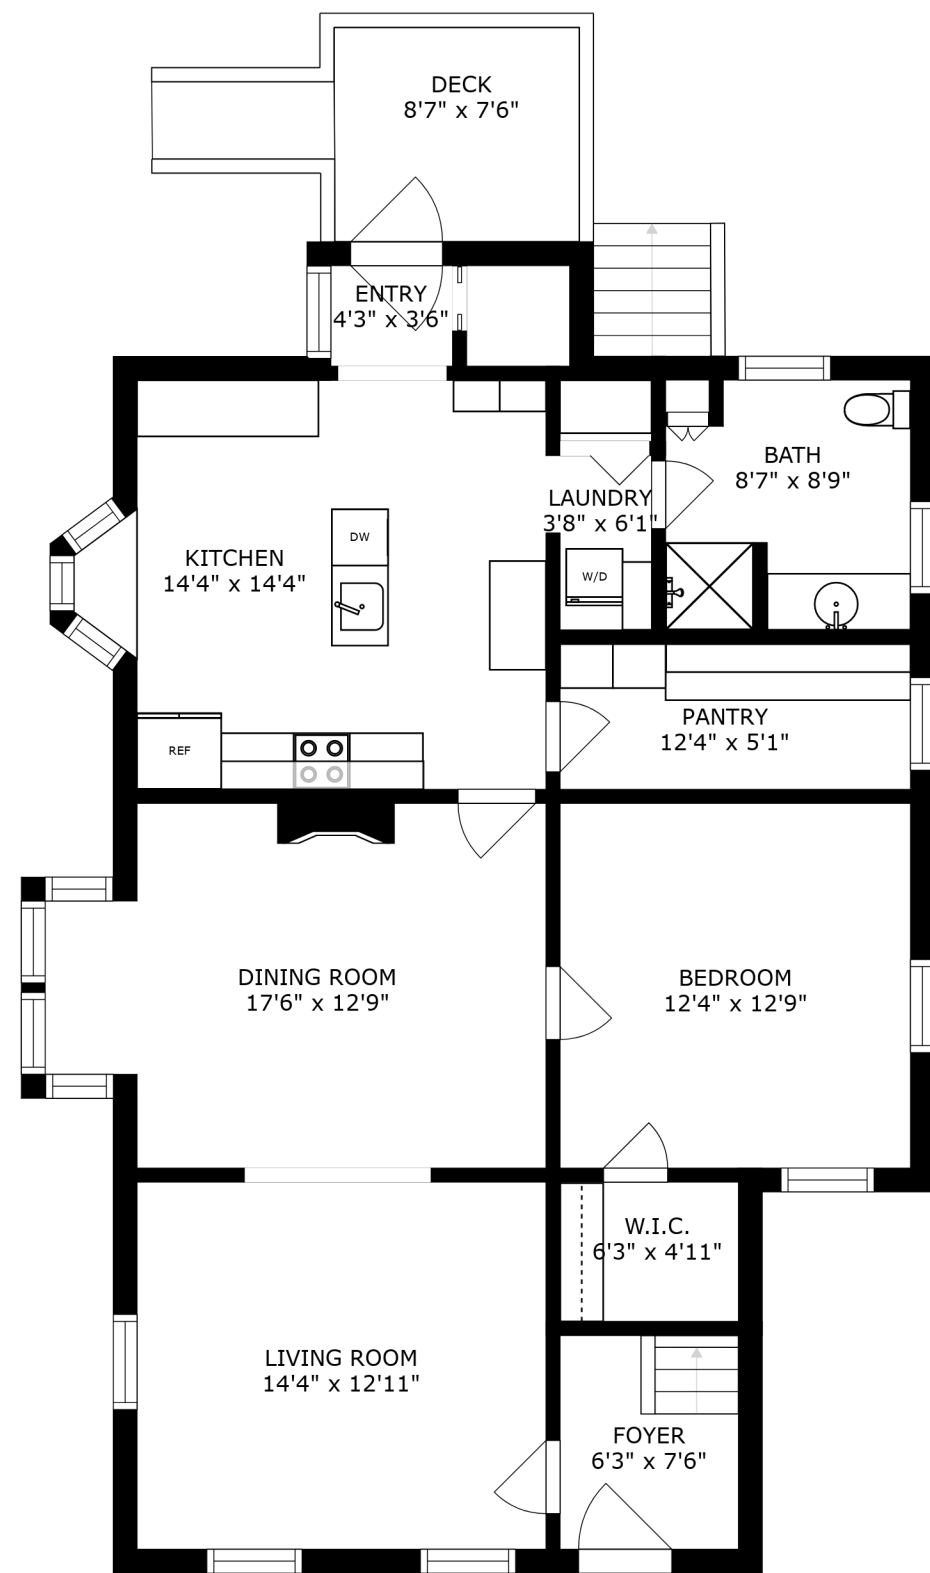 DECK
8'7" x 7'6"
ENTRY
4'3" x 3'6"
BATH
8'7" x 8'9"
LAUNDRY
3'8" x 6'1"
DW
KITCHEN
14'4" x 14'4"
W/D
PANTRY
12'4" x 5'1"
REF
DINING ROOM
17'6" x 12'9"
BEDROOM
12'4" x 12'9"
W.I.C.
6'3" x 4'11"
LIVING ROOM
14'4" x 12'11"
FOYER
6'3" x 7'6"